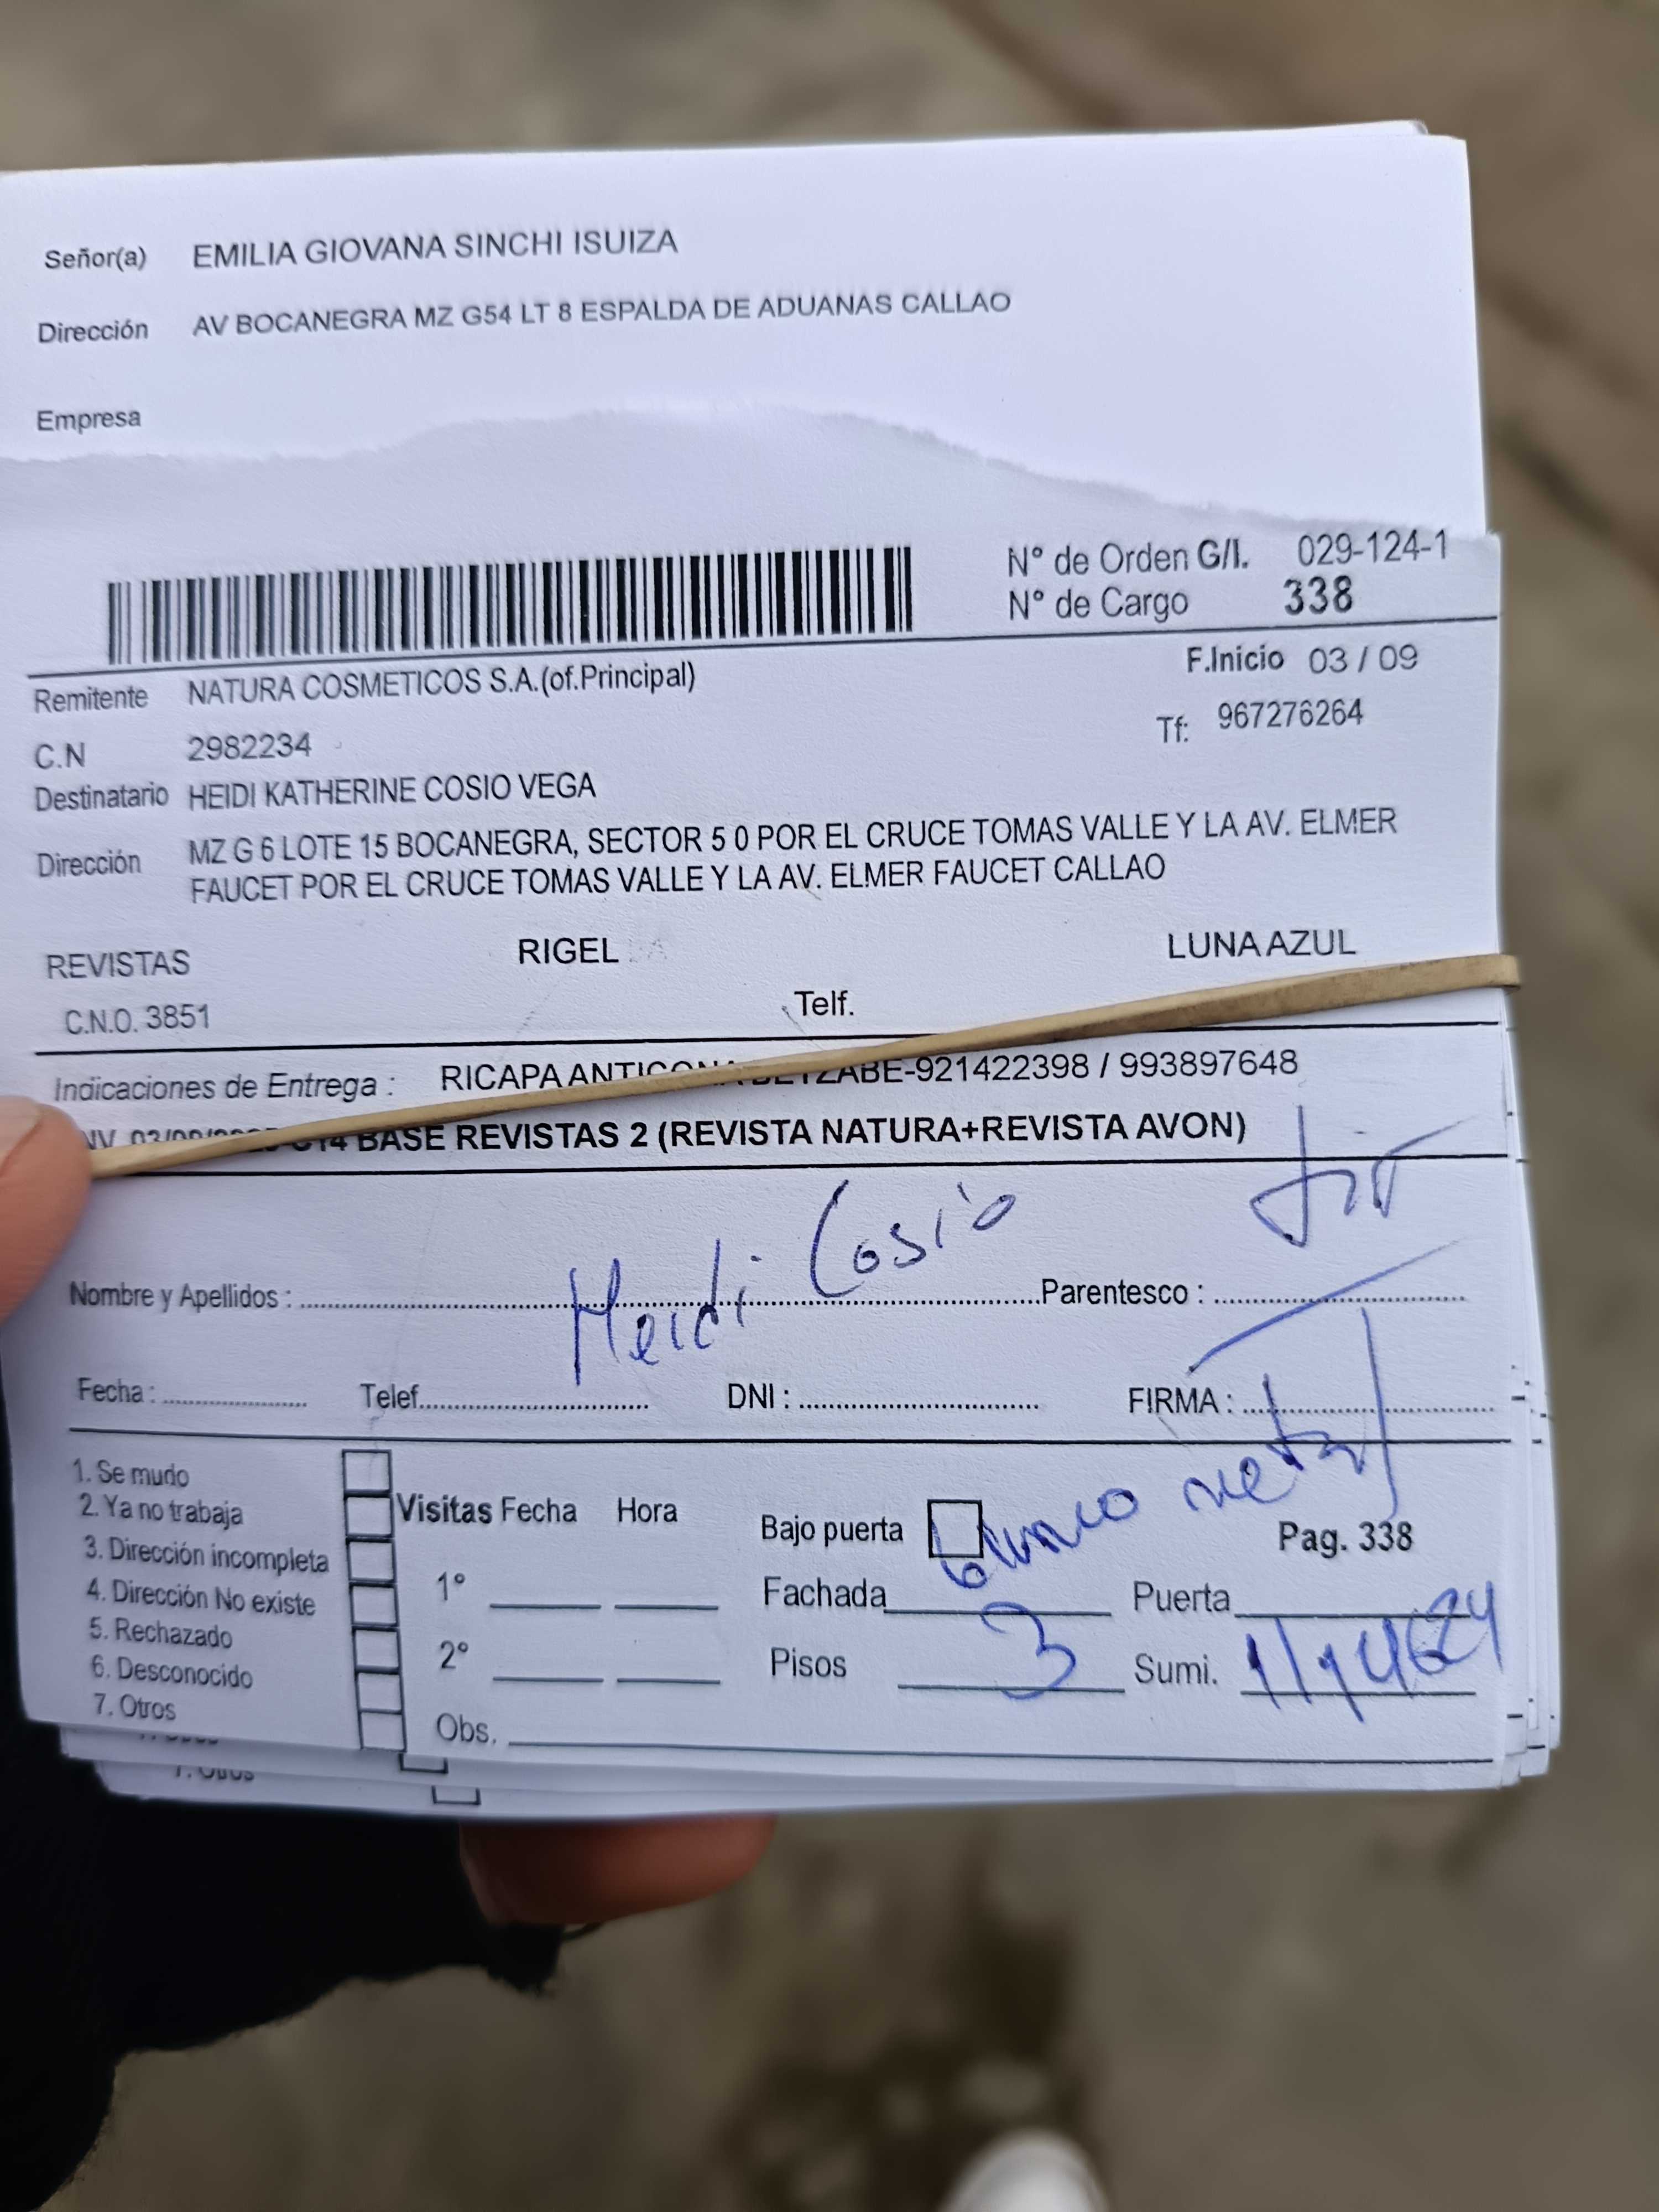 Señor(a) EMILIA GIOVANA SINCHI ISUIZA
Dirección AV BOCANEGRA MZ G54 LT 8 ESPALDA DE ADUANAS CALLAO
Empresa
N° de Orden G/I. 029-124-1
N° de Cargo 338
F.Inicio 03 / 09
Remitente NATURA COSMETICOS S.A.(of.Principal)
Tf: 967276264
C.N 2982234
Destinatario HEIDI KATHERINE COSIO VEGA
Dirección MZ G 6 LOTE 15 BOCANEGRA, SECTOR 5 0 POR EL CRUCE TOMAS VALLE Y LA AV. ELMER
FAUCET POR EL CRUCE TOMAS VALLE Y LA AV. ELMER FAUCET CALLAO
REVISTAS RIGEL LUNA AZUL
C.N.O. 3851 Telf.
Indicaciones de Entrega : RICAPA -921422398 / 993897648
C14 BASE REVISTAS 2 (REVISTA NATURA+REVISTA AVON)
Heidi Cosio
Nombre y Apellidos : Parentesco :
Fecha : Telef. DNI : FIRMA :
1. Se mudo
2. Ya no trabaja
3. Dirección incompleta
4. Dirección No existe
5. Rechazado
6. Desconocido
7. Otros
Visitas Fecha Hora
1°
2°
Obs.
Bajo puerta Pag. 338
Fachada Puerta
Pisos 3 Sumi.
7. Otros